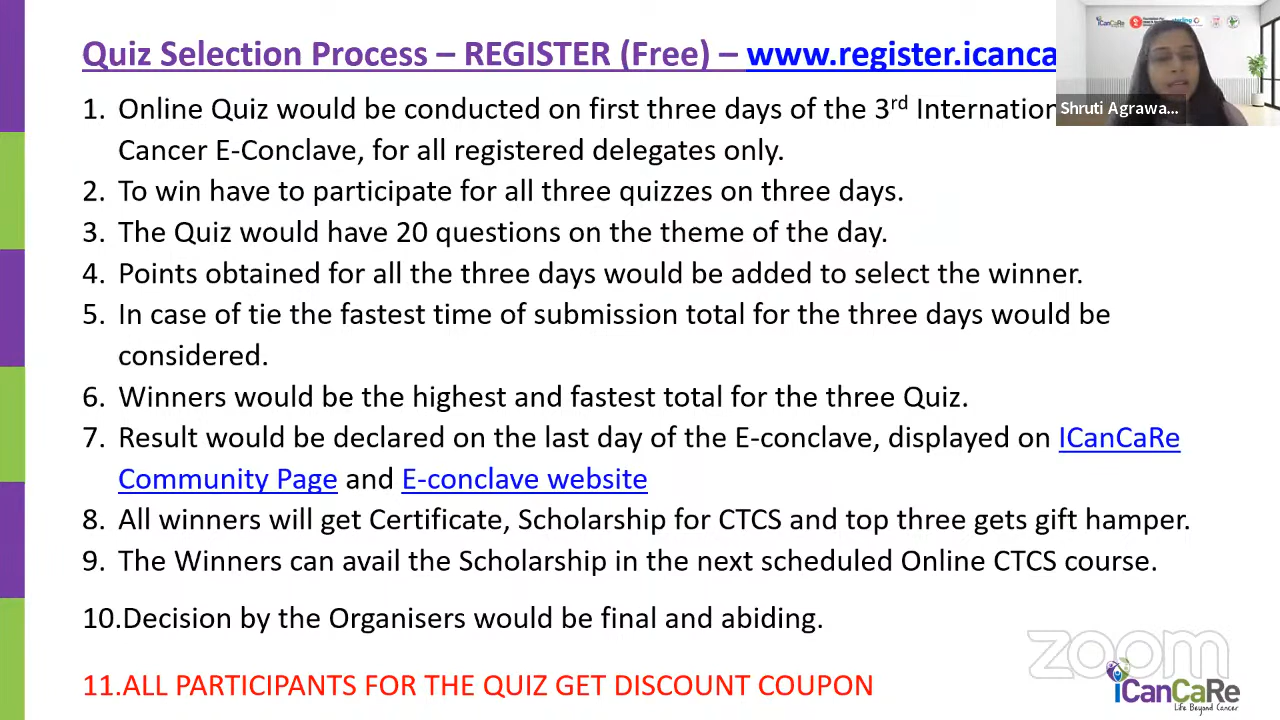 Quiz Selection Process – REGISTER (Free) – www.register.icanca
1. Online Quiz would be conducted on first three days of the 3rd Internation
Cancer E-Conclave, for all registered delegates only.
2. To win have to participate for all three quizzes on three days.
3. The Quiz would have 20 questions on the theme of the day.
4. Points obtained for all the three days would be added to select the winner.
5. In case of tie the fastest time of submission total for the three days would be
considered.
6. Winners would be the highest and fastest total for the three Quiz.
7. Result would be declared on the last day of the E-conclave, displayed on ICanCaRe
Community Page and E-conclave website
8. All winners will get Certificate, Scholarship for CTCS and top three gets gift hamper.
9. The Winners can avail the Scholarship in the next scheduled Online CTCS course.
10.Decision by the Organisers would be final and abiding.
11.ALL PARTICIPANTS FOR THE QUIZ GET DISCOUNT COUPON
Shruti Agrawa...
zoom
iCanCaRe
Life Beyond Cancer